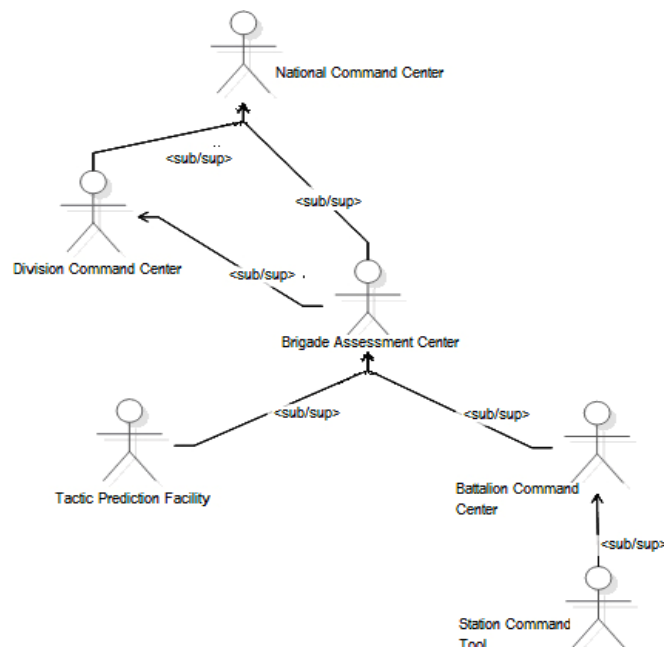 National Command Center
<sub/sup>
<sub/sup>
Division Command Center
<sub/sup>
Brigade Assessment Center
<sub/sup>
<sub/sup>
Tactic Prediction Facility
Battalion Command
Center
<sub/sup>
Station Command
Tool